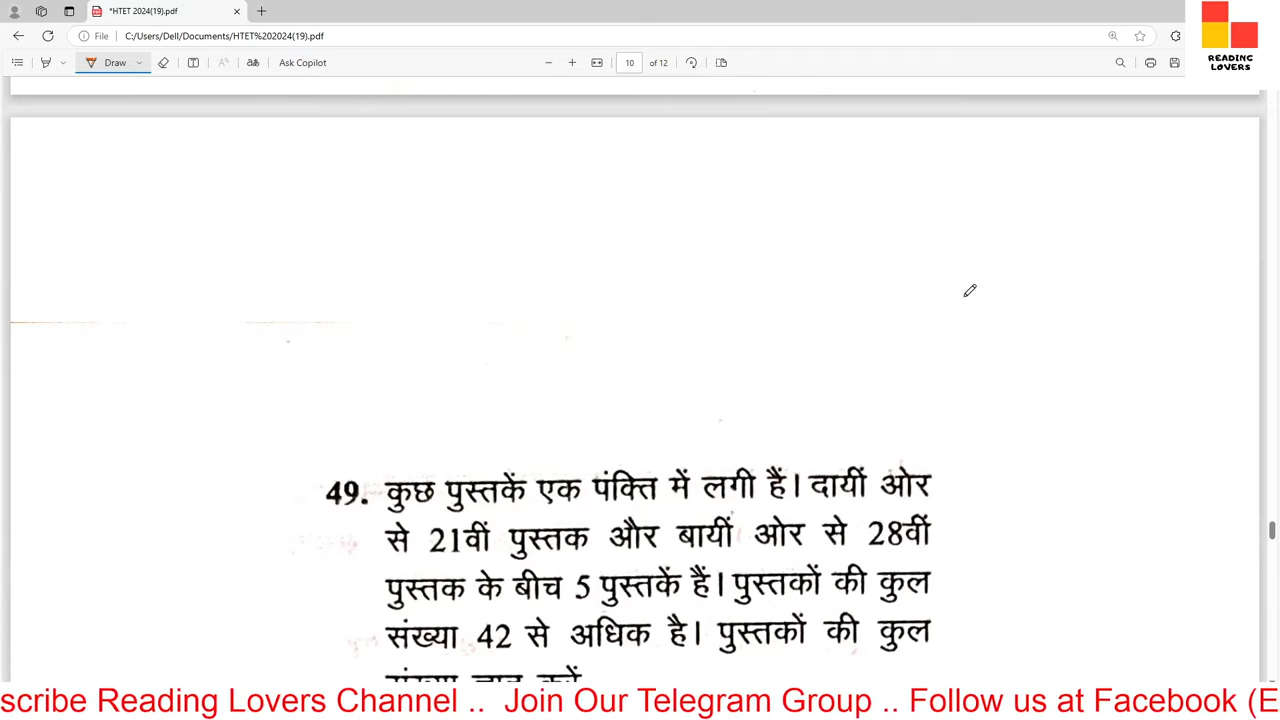 *HTET 2024(19).pdf
File C:/Users/Dell/Documents/HTET%202024(19).pdf
Draw
Ask Copilot
10 of 12
READING
LOVERS
49. कुछ पुस्तकें एक पंक्ति में लगी हैं। दायीं ओर
से 21वीं पुस्तक और बायीं ओर से 28वीं
पुस्तक के बीच 5 पुस्तकें हैं। पुस्तकों की कुल
संख्या 42 से अधिक है। पुस्तकों की कुल
संख्या ज्ञात करें
scribe Reading Lovers Channel .. Join Our Telegram Group .. Follow us at Facebook (E